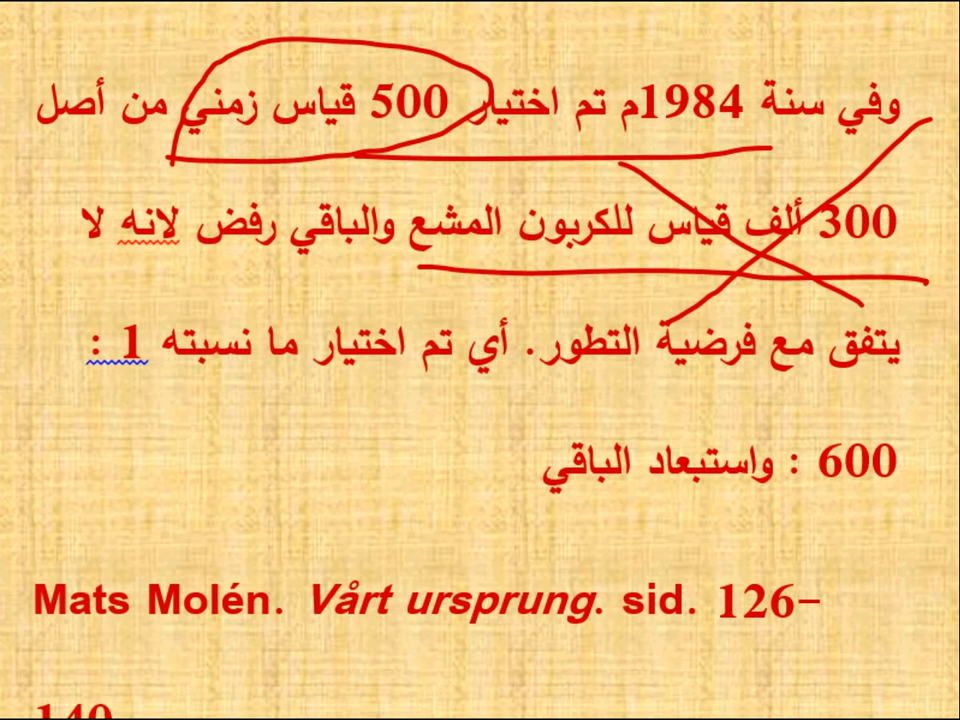 وفي سنة 1984م تم اختيار 500 قياس زمني من أصل
300 ألف قياس للكربون المشع والباقي رفض لانه لا
يتفق مع فرضية التطور. أي تم اختيار ما نسبته 1 :
600 : واستبعاد الباقي
Mats Molén. Vårt ursprung. sid. 126-
140